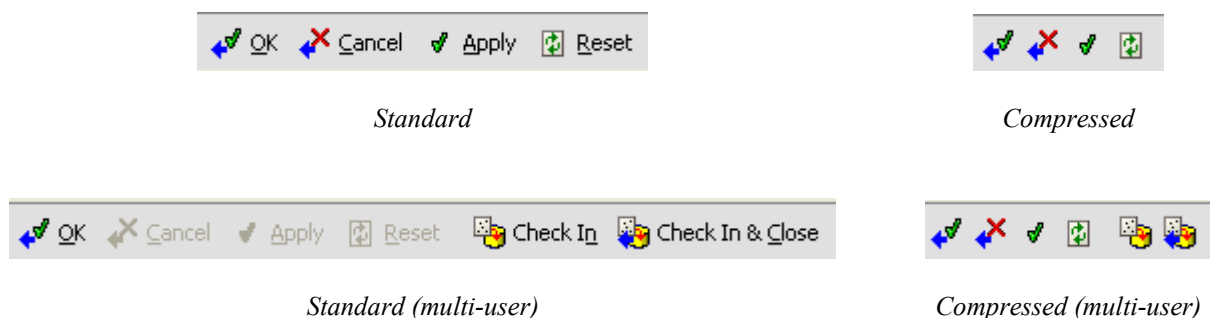 OK Cancel Apply Reset
Standard
Compressed
OK Cancel Apply Reset Check In Check In & Close
Standard (multi-user)
Compressed (multi-user)